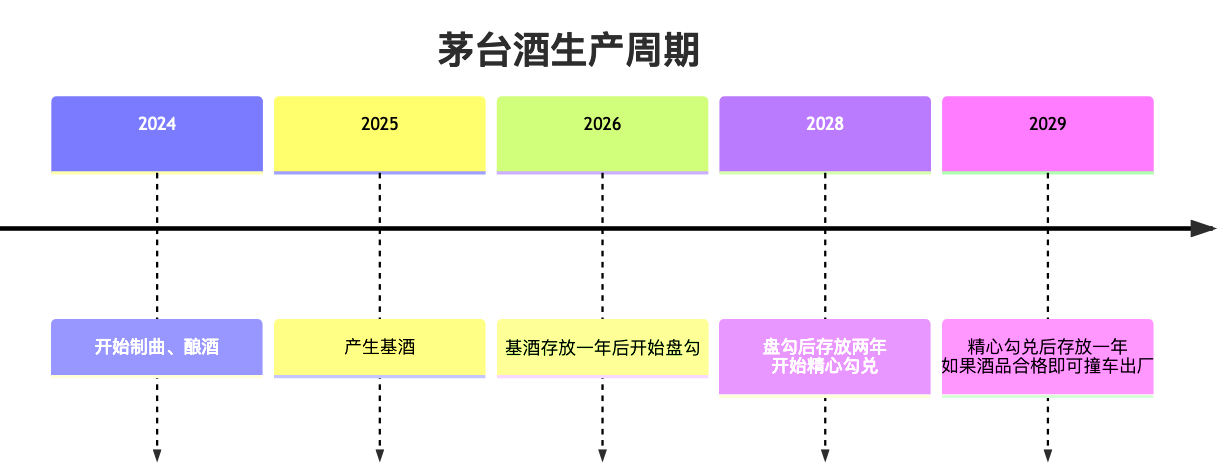 茅台酒生产周期
2024
2025
2026
2028
2029
开始制曲、酿酒
产生基酒
基酒存放一年后开始盘勾
盘勾后存放两年
开始精心勾兑
精心勾兑后存放一年
如果酒品合格即可撞车出厂